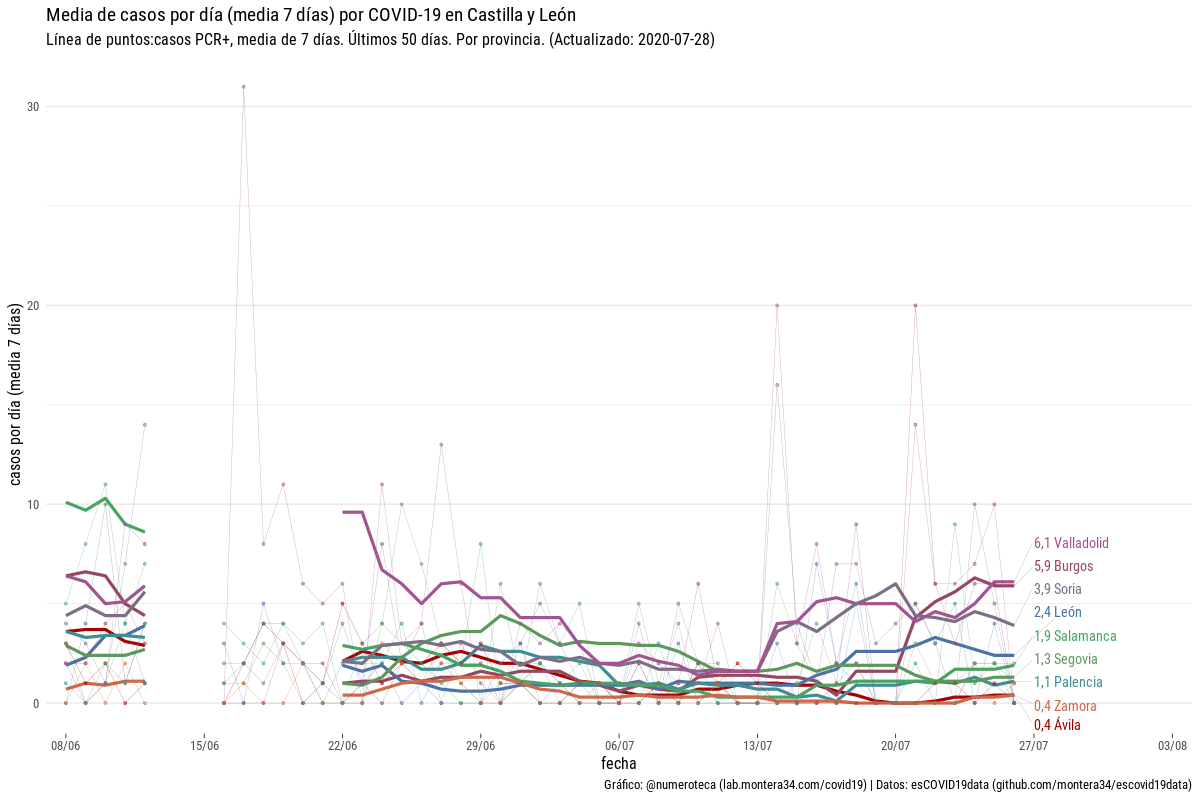 Media de casos por día (media 7 días) por COVID-19 en Castilla y León
Línea de puntos:casos PCR+, media de 7 días. Últimos 50 días. Por provincia. (Actualizado: 2020-07-28)
casos por día (media 7 días)
30
20
10
0
6,1 Valladolid
5,9 Burgos
3,9 Soria
2,4 León
1,9 Salamanca
1,3 Segovia
1,1 Palencia
0,4 Zamora
0,4 Ávila
08/06 15/06 22/06 29/06 06/07 13/07 20/07 27/07 03/08
fecha
Gráfico: @numeroteca (lab.montera34.com/covid19) | Datos: esCOVID19data (github.com/montera34/escovid19data)